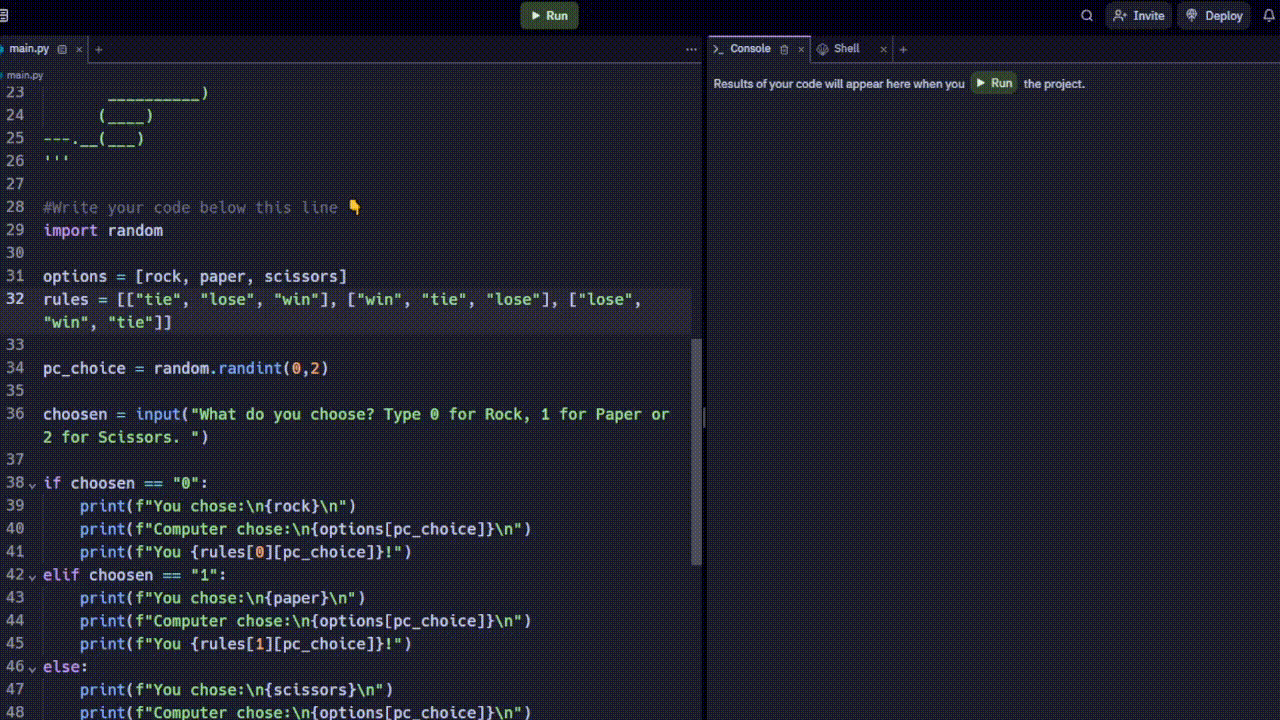 Run
Invite
Deploy
main.py
Console
Shell
main.py
Results of your code will appear here when you Run the project.
23 __________)
24 (____)
25 ---.__(___)
26 '''
27
28 #Write your code below this line 👇
29 import random
30
31 options = [rock, paper, scissors]
32 rules = [["tie", "lose", "win"], ["win", "tie", "lose"], ["lose",
"win", "tie"]]
33
34 pc_choice = random.randint(0,2)
35
36 choosen = input("What do you choose? Type 0 for Rock, 1 for Paper or
2 for Scissors. ")
37
38 if choosen == "0":
39 print(f"You chose:\n{rock}\n")
40 print(f"Computer chose:\n{options[pc_choice]}\n")
41 print(f"You {rules[0][pc_choice]}!")
42 elif choosen == "1":
43 print(f"You chose:\n{paper}\n")
44 print(f"Computer chose:\n{options[pc_choice]}\n")
45 print(f"You {rules[1][pc_choice]}!")
46 else:
47 print(f"You chose:\n{scissors}\n")
48 print(f"Computer chose:\n{options[pc_choice]}\n")